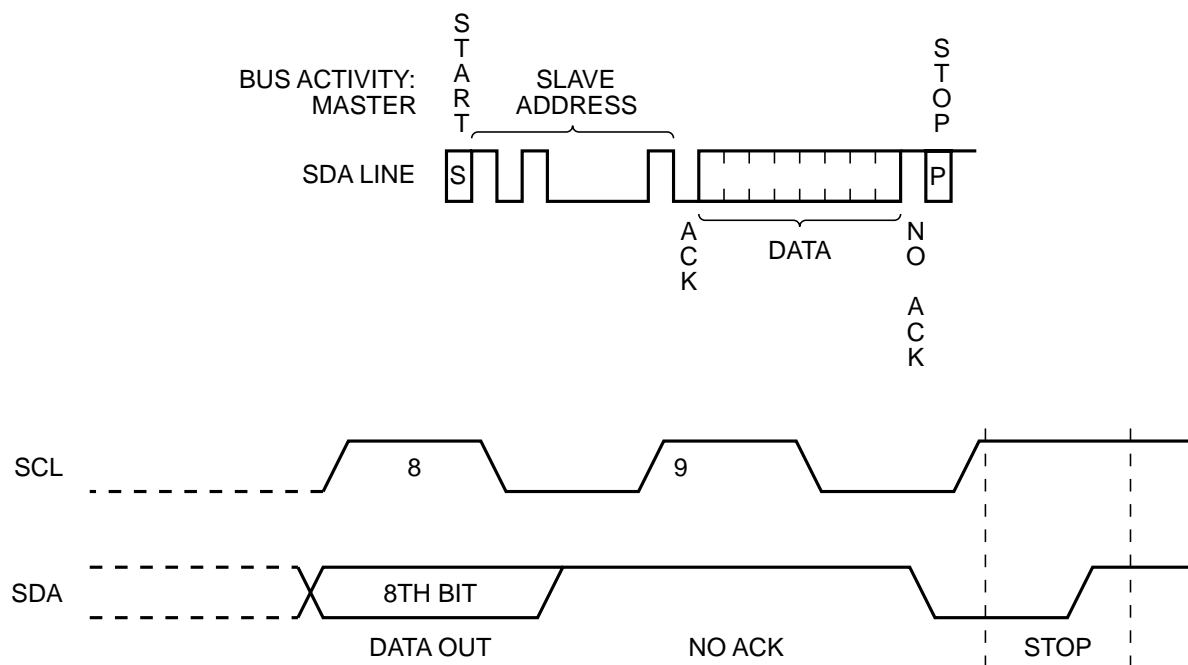 START
BUS ACTIVITY:
MASTER
SLAVE
ADDRESS
STOP
SDA LINE
S
P
ACK
DATA
NO ACK
SCL
8
9
SDA
8TH BIT
DATA OUT
NO ACK
STOP